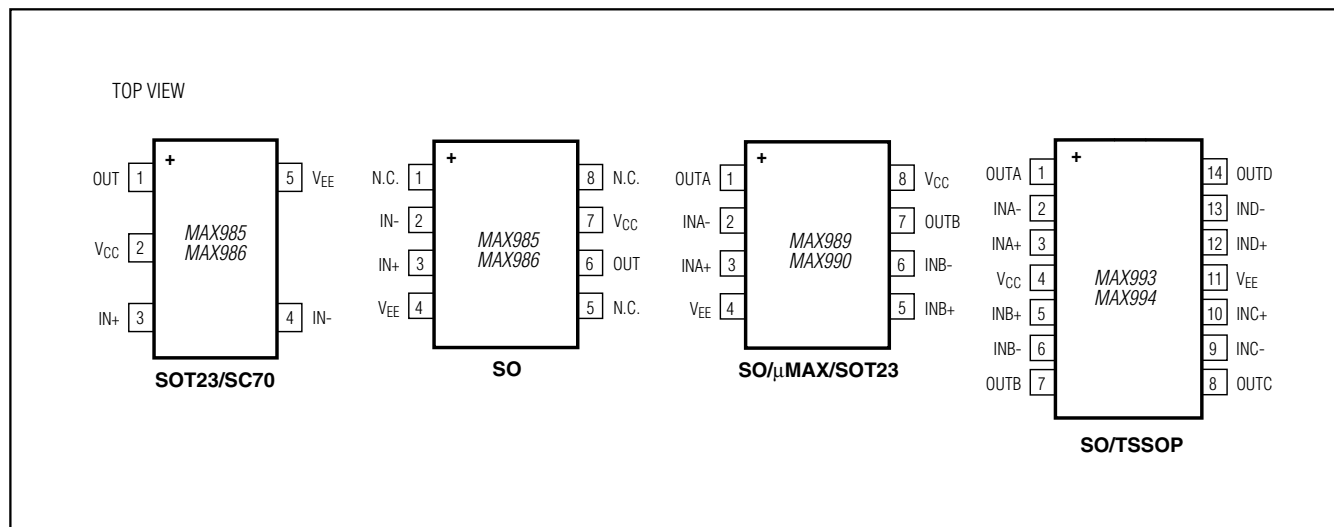 TOP VIEW
+
OUT 1
5 VEE
VCC 2
MAX985
MAX986
IN+ 3
4 IN-
SOT23/SC70
+
N.C. 1
8 N.C.
IN- 2
7 VCC
MAX985
MAX986
IN+ 3
6 OUT
VEE 4
5 N.C.
SO
+
OUTA 1
8 VCC
INA- 2
7 OUTB
MAX989
MAX990
INA+ 3
6 INB-
VEE 4
5 INB+
SO/μMAX/SOT23
+
OUTA 1
14 OUTD
INA- 2
13 IND-
INA+ 3
12 IND+
VCC 4
11 VEE
MAX993
MAX994
INB+ 5
10 INC+
INB- 6
9 INC-
OUTB 7
8 OUTC
SO/TSSOP